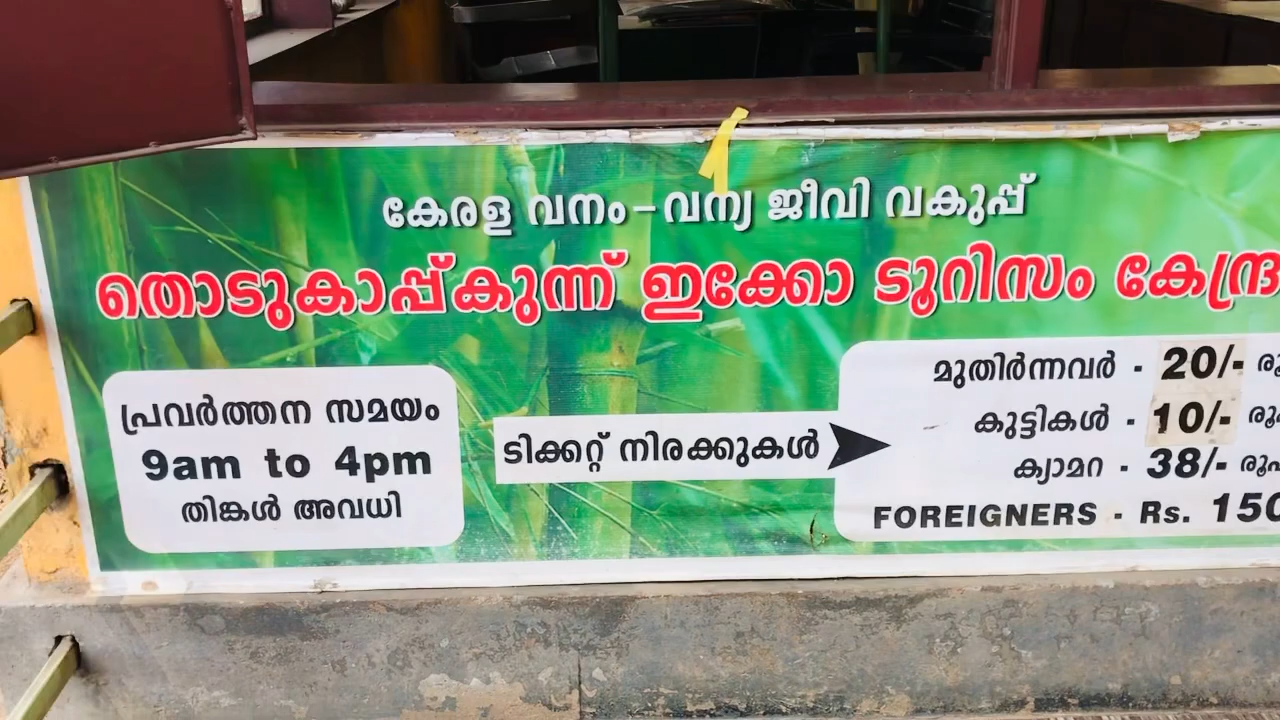 കേരള വനം-വന്യ ജീവി വകുപ്പ്
തൊടുകാപ്പ്കുന്ന് ഇക്കോ ടൂറിസം കേന്ദ്ര
പ്രവർത്തന സമയം
9am to 4pm
തിങ്കൾ അവധി
ടിക്കറ്റ് നിരക്കുകൾ
മുതിർന്നവർ - 20/-
കുട്ടികൾ - 10/-
ക്യാമറ - 38/-
FOREIGNERS - Rs. 150